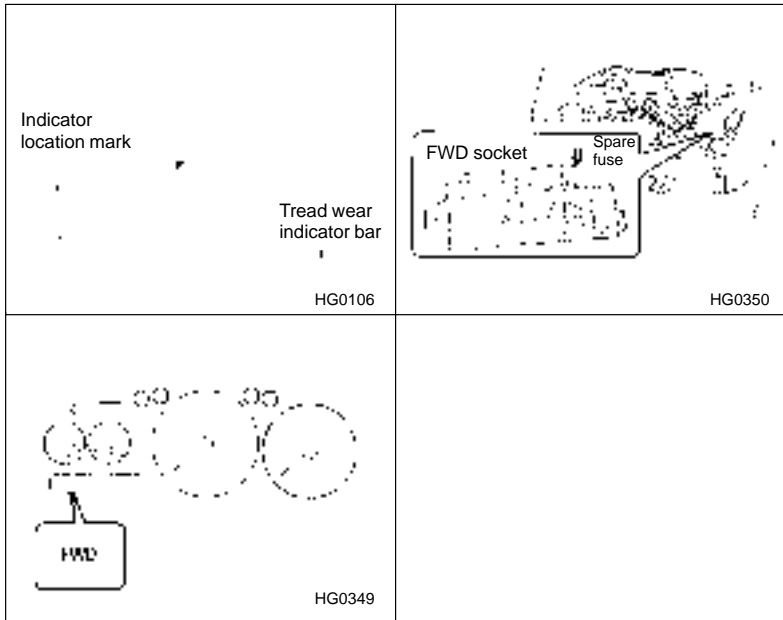 Indicator
location mark
Tread wear
indicator bar
HG0106
FWD socket
Spare
fuse
HG0350
FWD
HG0349